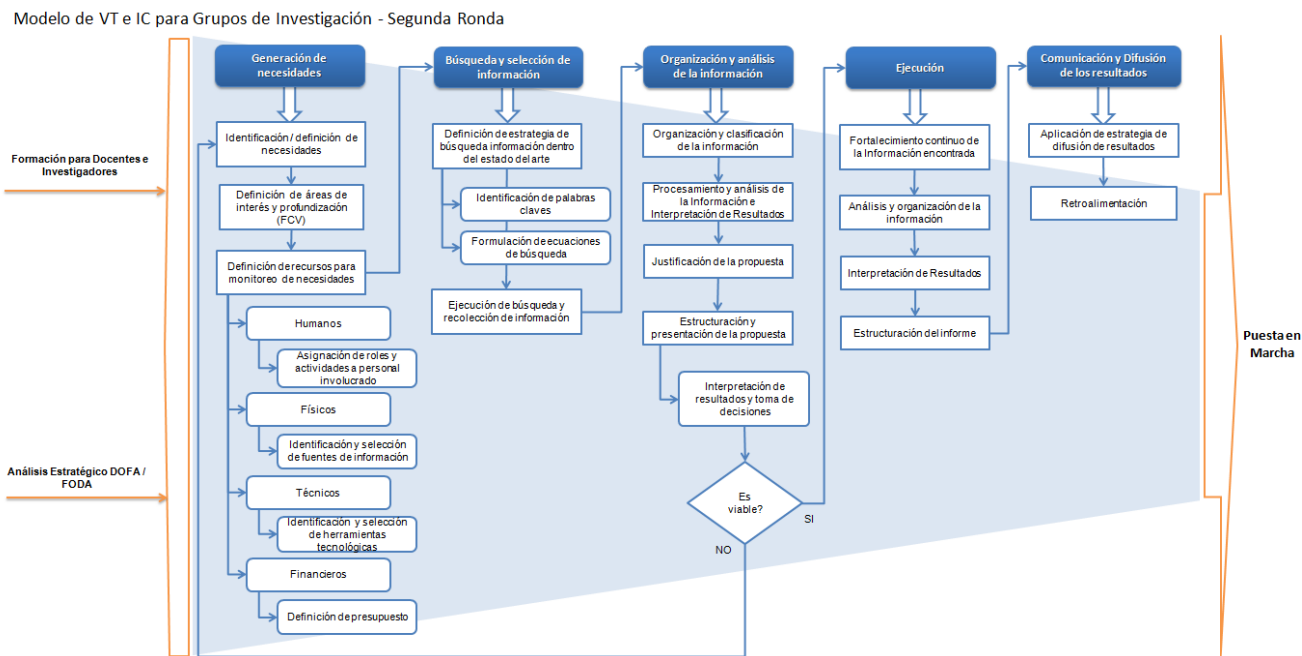 Modelo de VT e IC para Grupos de Investigación - Segunda Ronda
Formación para Docentes e
Investigadores
Análisis Estratégico DOFA /
FODA
Generación de
necesidades
Identificación / definición de
necesidades
Definición de áreas de
interés y profundización
(FCV)
Definición de recursos para
monitoreo de necesidades
Humanos
Asignación de roles y
actividades a personal
involucrado
Físicos
Identificación y selección
de fuentes de información
Técnicos
Identificación y selección
de herramientas
tecnológicas
Financieros
Definición de presupuesto
Búsqueda y selección de
información
Definición de estrategia de
búsqueda información dentro
del estado del arte
Identificación de palabras
claves
Formulación de ecuaciones
de búsqueda
Ejecución de búsqueda y
recolección de información
Organización y análisis
de la información
Organización y clasificación
de la información
Procesamiento y análisis de
la Información e
Interpretación de Resultados
Justificación de la propuesta
Estructuración y
presentación de la propuesta
Interpretación de
resultados y toma de
decisiones
Es
viable?
SI
NO
Ejecución
Fortalecimiento continuo de
la Información encontrada
Análisis y organización de la
información
Interpretación de Resultados
Estructuración del informe
Comunicación y Difusión
de los resultados
Aplicación de estrategia de
difusión de resultados
Retroalimentación
Puesta en
Marcha